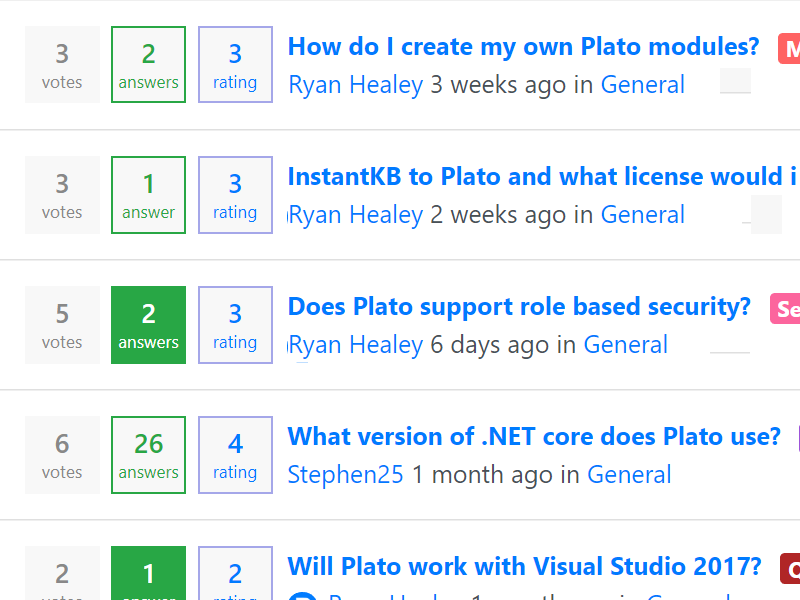 3 2 3 How do I create my own Plato modules? M
votes answers rating Ryan Healey 3 weeks ago in General
3 1 3 InstantKB to Plato and what license would i
votes answer rating Ryan Healey 2 weeks ago in General
5 2 3 Does Plato support role based security? Se
votes answers rating Ryan Healey 6 days ago in General
6 26 4 What version of .NET core does Plato use?
votes answers rating Stephen25 1 month ago in General
2 1 2 Will Plato work with Visual Studio 2017?